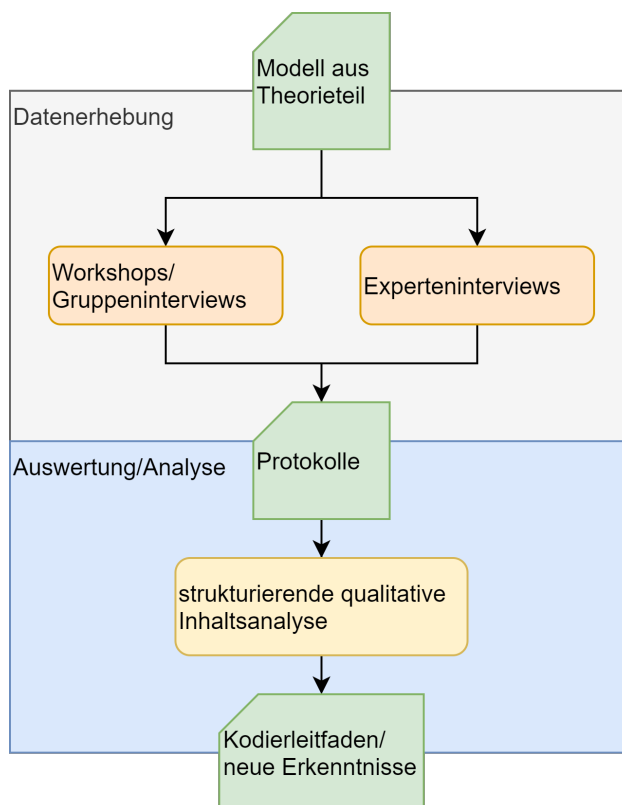 Modell aus
Theorieteil
Datenerhebung
Workshops/
Gruppeninterviews
Experteninterviews
Protokolle
Auswertung/Analyse
strukturierende qualitative
Inhaltsanalyse
Kodierleitfaden/
neue Erkenntnisse